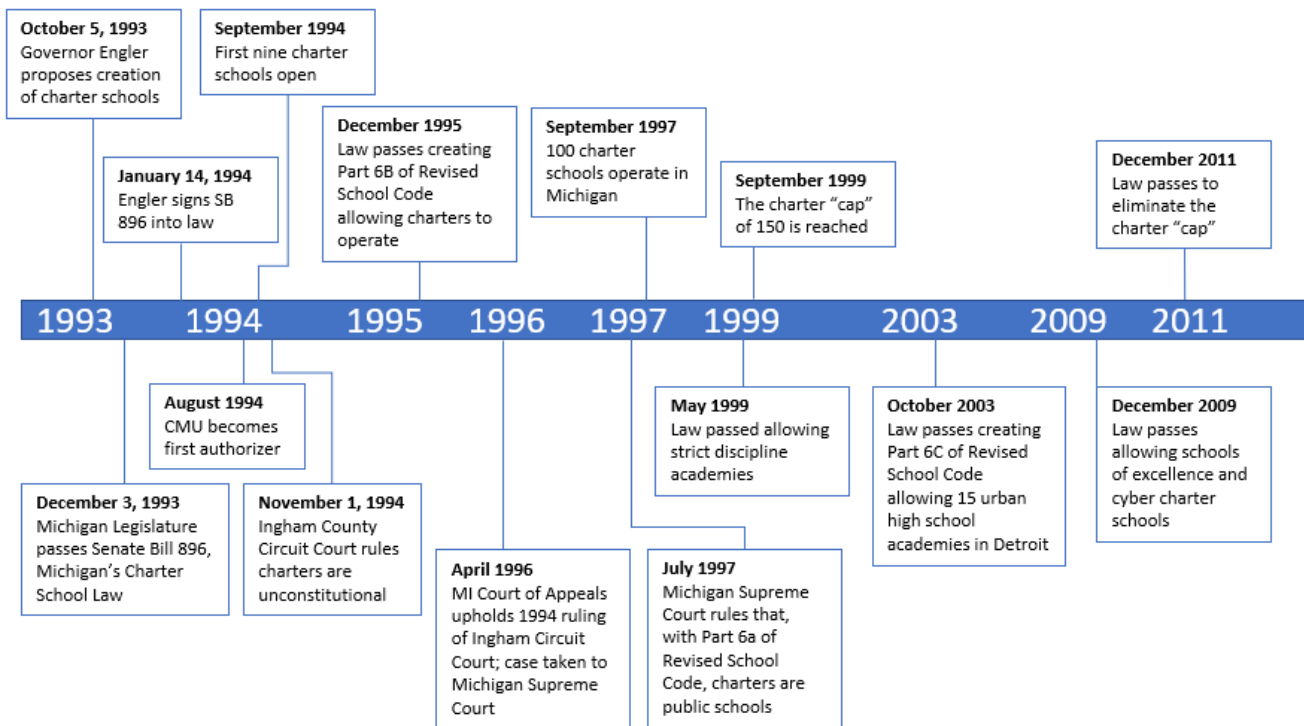 October 5, 1993
Governor Engler
proposes creation
of charter schools
September 1994
First nine charter
schools open
January 14, 1994
Engler signs SB
896 into law
December 1995
Law passes creating
Part 6B of Revised
School Code
allowing charters to
operate
September 1997
100 charter
schools operate in
Michigan
September 1999
The charter “cap”
of 150 is reached
December 2011
Law passes to
eliminate the
charter “cap”
1993 1994 1995 1996 1997 1999 2003 2009 2011
December 3, 1993
Michigan Legislature
passes Senate Bill 896,
Michigan’s Charter
School Law
August 1994
CMU becomes
first authorizer
November 1, 1994
Ingham County
Circuit Court rules
charters are
unconstitutional
April 1996
MI Court of Appeals
upholds 1994 ruling
of Ingham Circuit
Court; case taken to
Michigan Supreme
Court
July 1997
Michigan Supreme
Court rules that,
with Part 6a of
Revised School
Code, charters are
public schools
May 1999
Law passed allowing
strict discipline
academies
October 2003
Law passes creating
Part 6C of Revised
School Code
allowing 15 urban
high school
academies in Detroit
December 2009
Law passes
allowing schools
of excellence and
cyber charter
schools